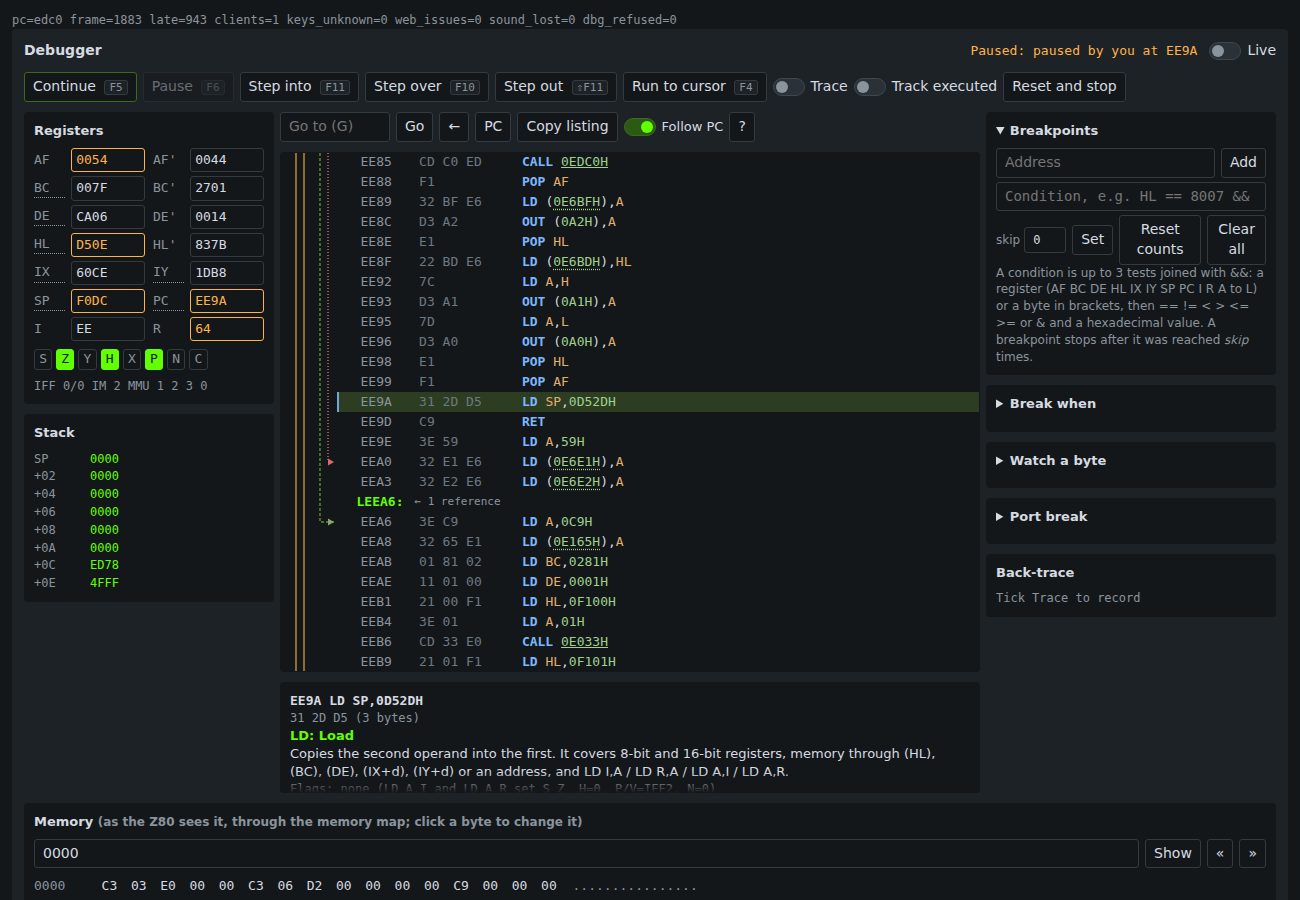 pc=edc0 frame=1883 late=943 clients=1 keys_unknown=0 web_issues=0 sound_lost=0 dbg_refused=0
Debugger
Paused: paused by you at EE9A Live
Continue F5 Pause F6 Step into F11 Step over F10 Step out ⇧F11 Run to cursor F4 Trace Track executed Reset and stop
Registers
AF 0054 AF' 0044
BC 007F BC' 2701
DE CA06 DE' 0014
HL D50E HL' 837B
IX 60CE IY 1DB8
SP F0DC PC EE9A
I EE R 64
S Z Y H X P N C
IFF 0/0 IM 2 MMU 1 2 3 0
Stack
SP 0000
+02 0000
+04 0000
+06 0000
+08 0000
+0A 0000
+0C ED78
+0E 4FFF
Go to (G) Go ← PC Copy listing Follow PC ?
EE85 CD C0 ED CALL 0EDC0H
EE88 F1 POP AF
EE89 32 BF E6 LD (0E6BFH),A
EE8C D3 A2 OUT (0A2H),A
EE8E E1 POP HL
EE8F 22 BD E6 LD (0E6BDH),HL
EE92 7C LD A,H
EE93 D3 A1 OUT (0A1H),A
EE95 7D LD A,L
EE96 D3 A0 OUT (0A0H),A
EE98 E1 POP HL
EE99 F1 POP AF
EE9A 31 2D D5 LD SP,0D52DH
EE9D C9 RET
EE9E 3E 59 LD A,59H
EEA0 32 E1 E6 LD (0E6E1H),A
EEA3 32 E2 E6 LD (0E6E2H),A
LEEA6: ← 1 reference
EEA6 3E C9 LD A,0C9H
EEA8 32 65 E1 LD (0E165H),A
EEAB 01 81 02 LD BC,0281H
EEAE 11 01 00 LD DE,0001H
EEB1 21 00 F1 LD HL,0F100H
EEB4 3E 01 LD A,01H
EEB6 CD 33 E0 CALL 0E033H
EEB9 21 01 F1 LD HL,0F101H
EE9A LD SP,0D52DH
31 2D D5 (3 bytes)
LD: Load
Copies the second operand into the first. It covers 8-bit and 16-bit registers, memory through (HL),
(BC), (DE), (IX+d), (IY+d) or an address, and LD I,A / LD R,A / LD A,I / LD A,R.
Flags: none (LD A,I and LD A,R set S,Z, H=0, P/V=IFF2, N=0)
Breakpoints
Address Add
Condition, e.g. HL == 8007 &&
skip 0 Set Reset counts Clear all
A condition is up to 3 tests joined with &&: a
register (AF BC DE HL IX IY SP PC I R A to L)
or a byte in brackets, then == != < > <=
>= or & and a hexadecimal value. A
breakpoint stops after it was reached skip
times.
Break when
Watch a byte
Port break
Back-trace
Tick Trace to record
Memory (as the Z80 sees it, through the memory map; click a byte to change it)
0000 Show « »
0000 C3 03 E0 00 00 C3 06 D2 00 00 00 00 C9 00 00 00 ................